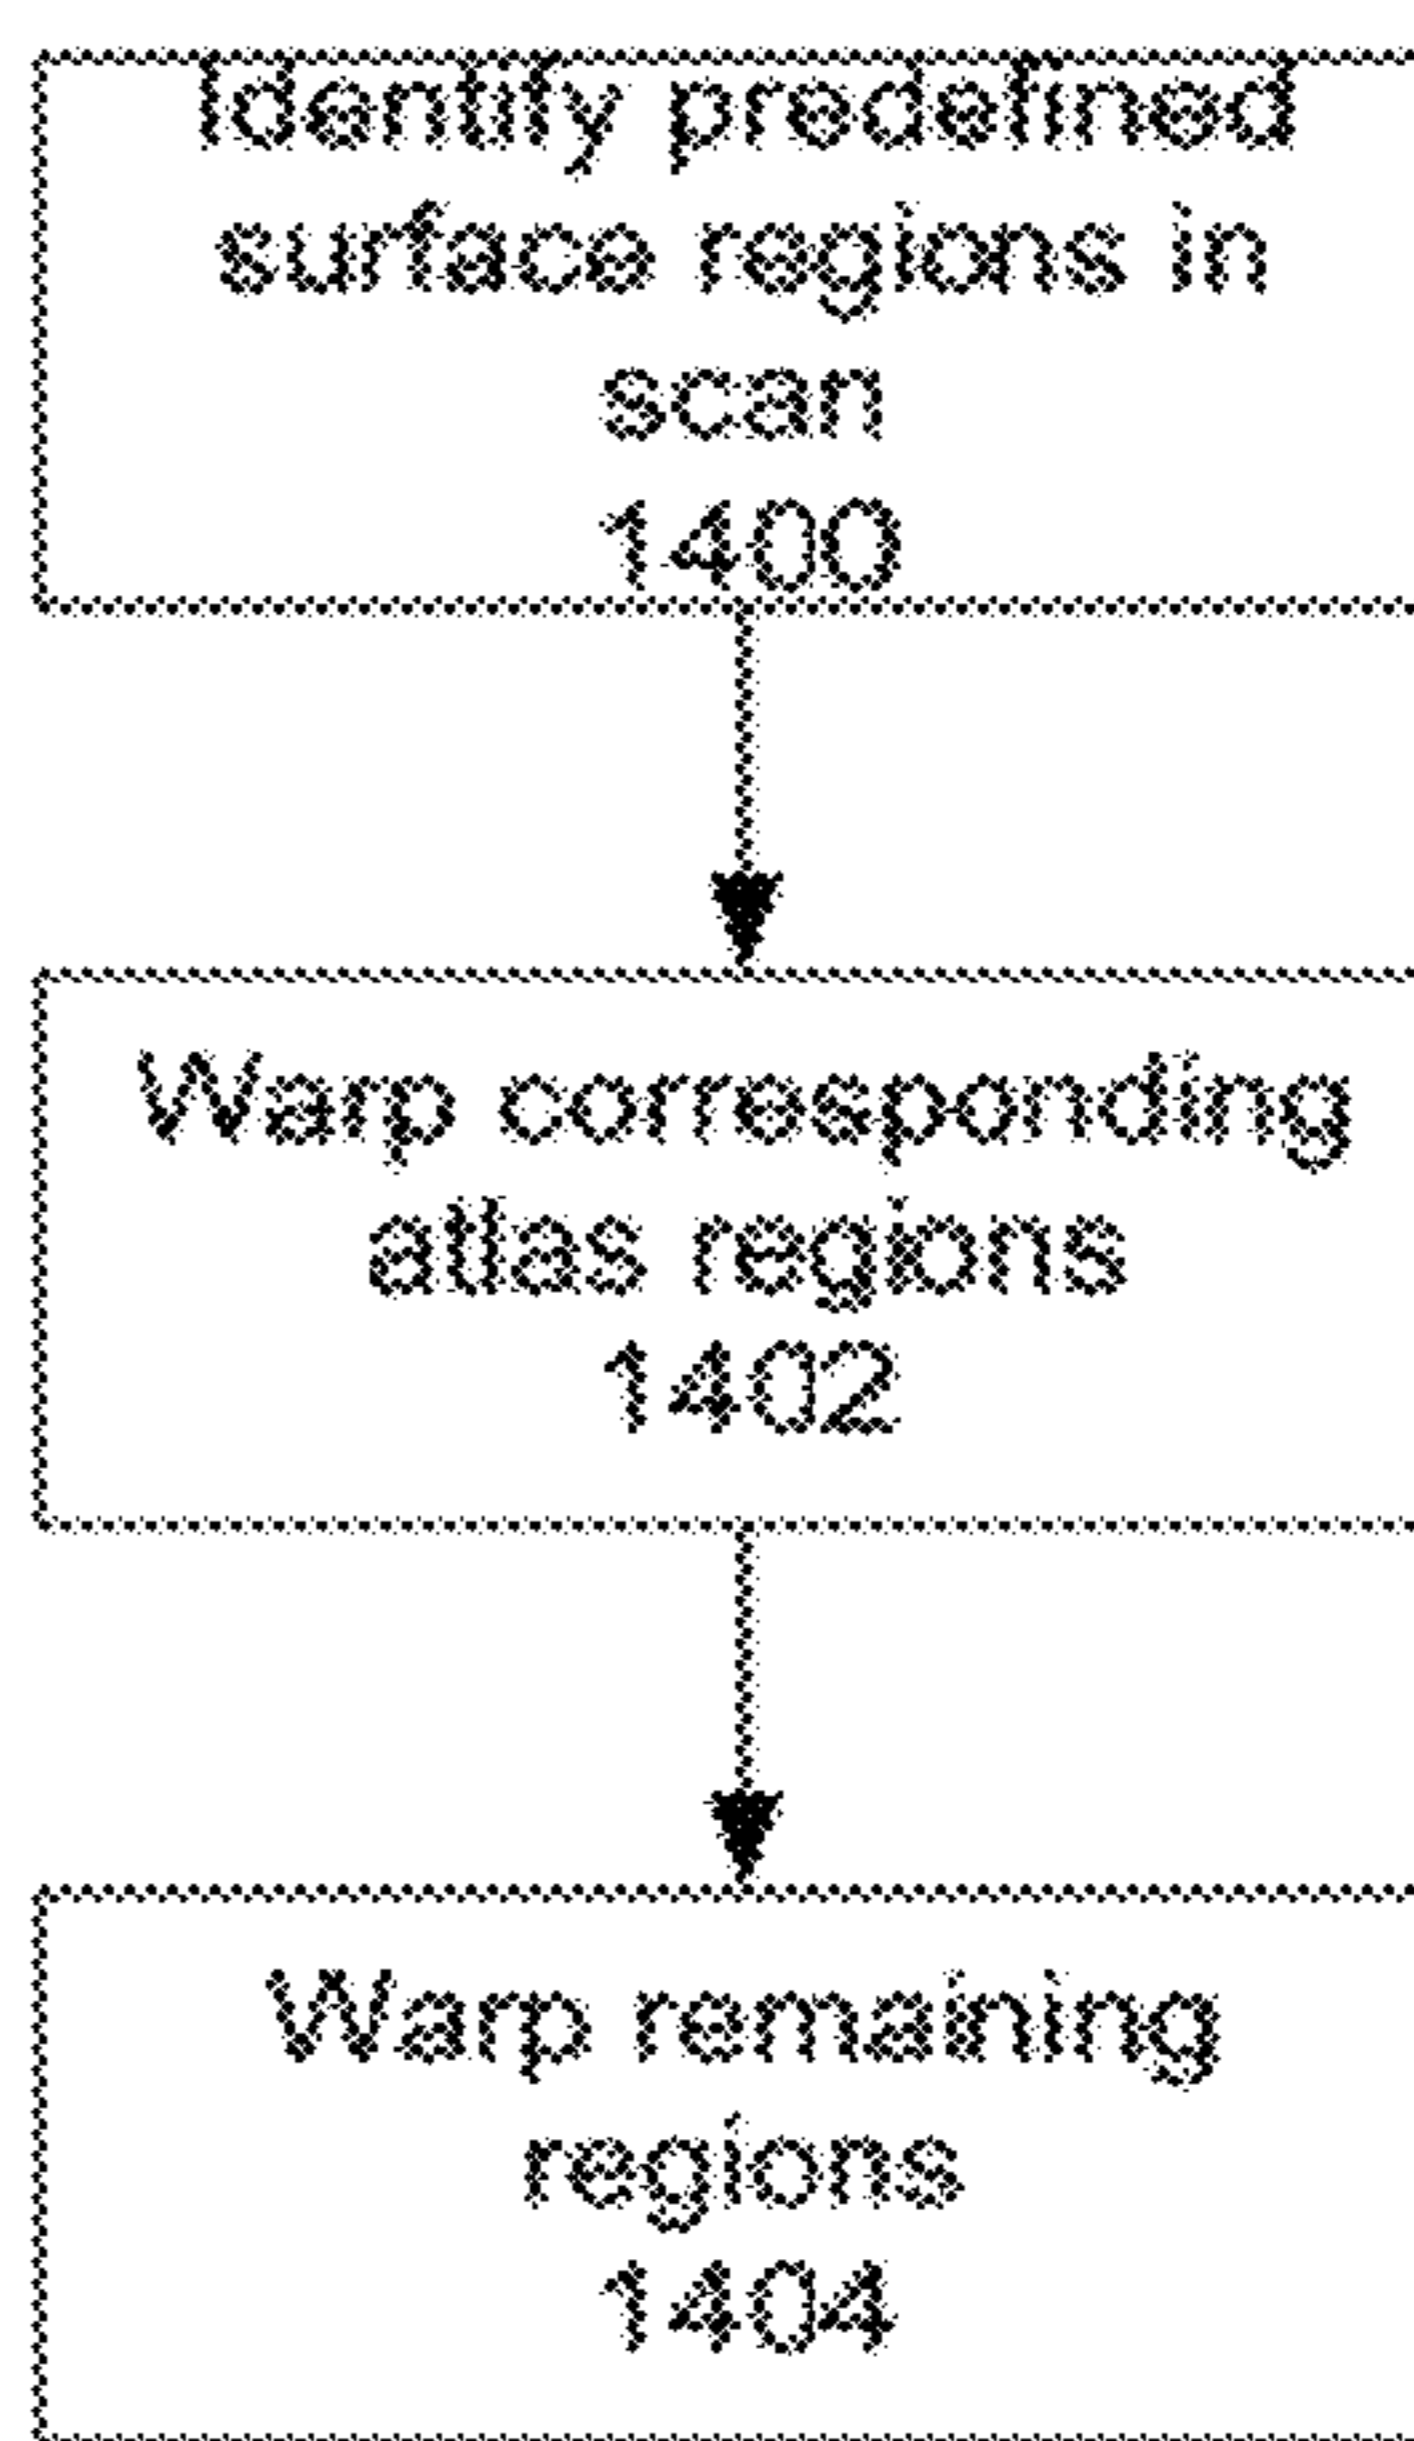 Identify predefined
surface regions in
scan
1400
Warp corresponding
atlas regions
1402
Warp remaining
regions
1404